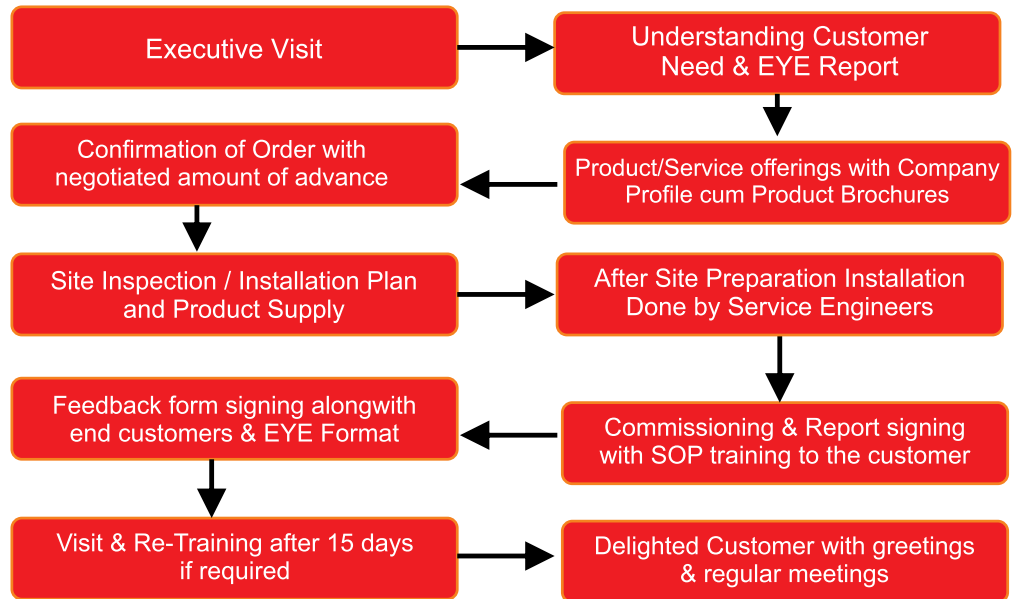 Executive Visit
Understanding Customer
Need & EYE Report
Product/Service offerings with Company
Profile cum Product Brochures
Confirmation of Order with
negotiated amount of advance
Site Inspection / Installation Plan
and Product Supply
After Site Preparation Installation
Done by Service Engineers
Commissioning & Report signing
with SOP training to the customer
Feedback form signing alongwith
end customers & EYE Format
Visit & Re-Training after 15 days
if required
Delighted Customer with greetings
& regular meetings